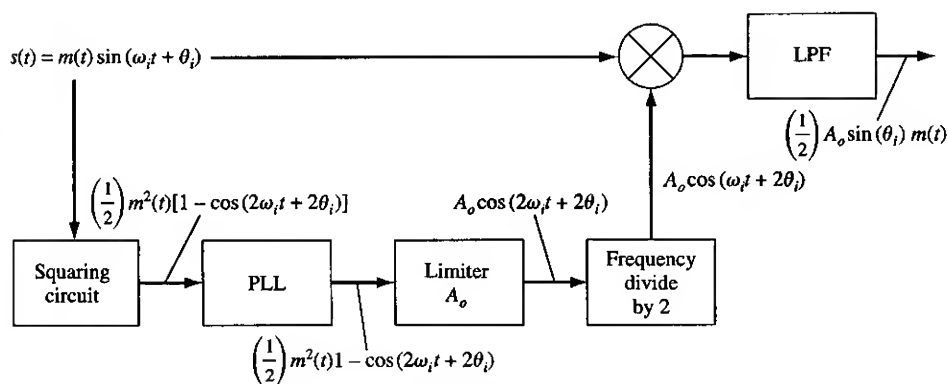 s(t) = m(t) sin (ω_i t + θ_i)
LPF
(1/2) A_o sin (θ_i) m(t)
A_o cos (ω_i t + 2θ_i)
(1/2) m²(t)[1 − cos (2ω_i t + 2θ_i)]
A_o cos (2ω_i t + 2θ_i)
Squaring
circuit
PLL
Limiter
A_o
Frequency
divide
by 2
(1/2) m²(t)1 − cos (2ω_i t + 2θ_i)